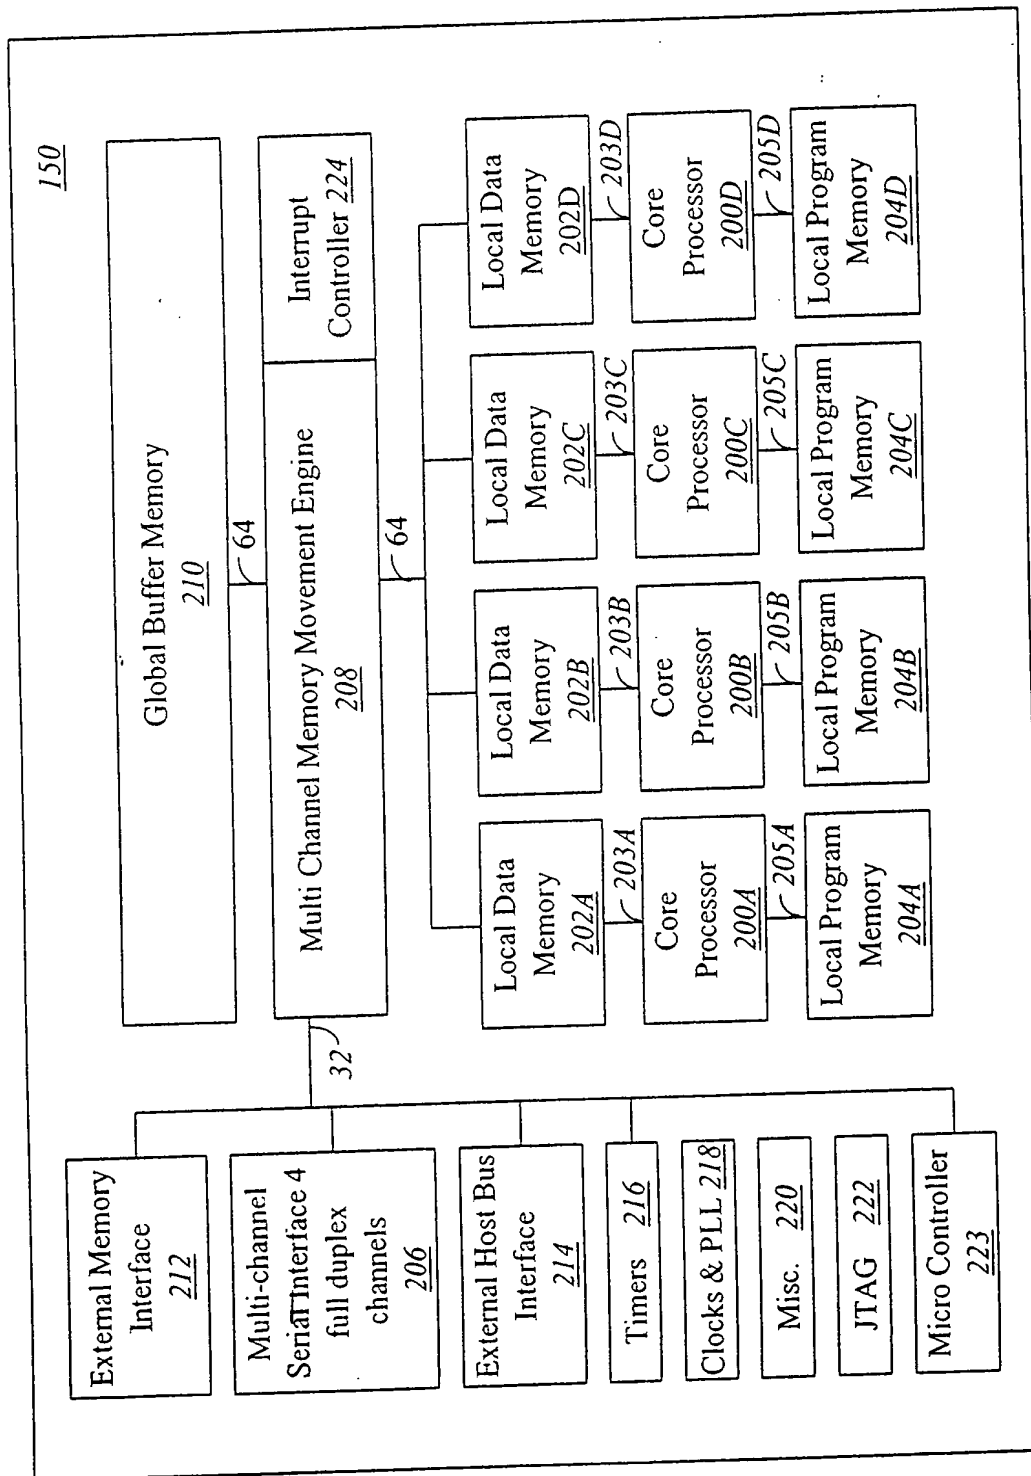 150
Global Buffer Memory
210
64
Multi Channel Memory Movement Engine
208
Interrupt
Controller 224
32
64
External Memory
Interface
212
Multi-channel
Serial Interface 4
full duplex
channels
206
External Host Bus
Interface
214
Timers 216
Clocks & PLL 218
Misc. 220
JTAG 222
Micro Controller
223
Local Data
Memory
202A
203A
Core
Processor
200A
205A
Local Program
Memory
204A
Local Data
Memory
202B
203B
Core
Processor
200B
205B
Local Program
Memory
204B
Local Data
Memory
202C
203C
Core
Processor
200C
205C
Local Program
Memory
204C
Local Data
Memory
202D
203D
Core
Processor
200D
205D
Local Program
Memory
204D